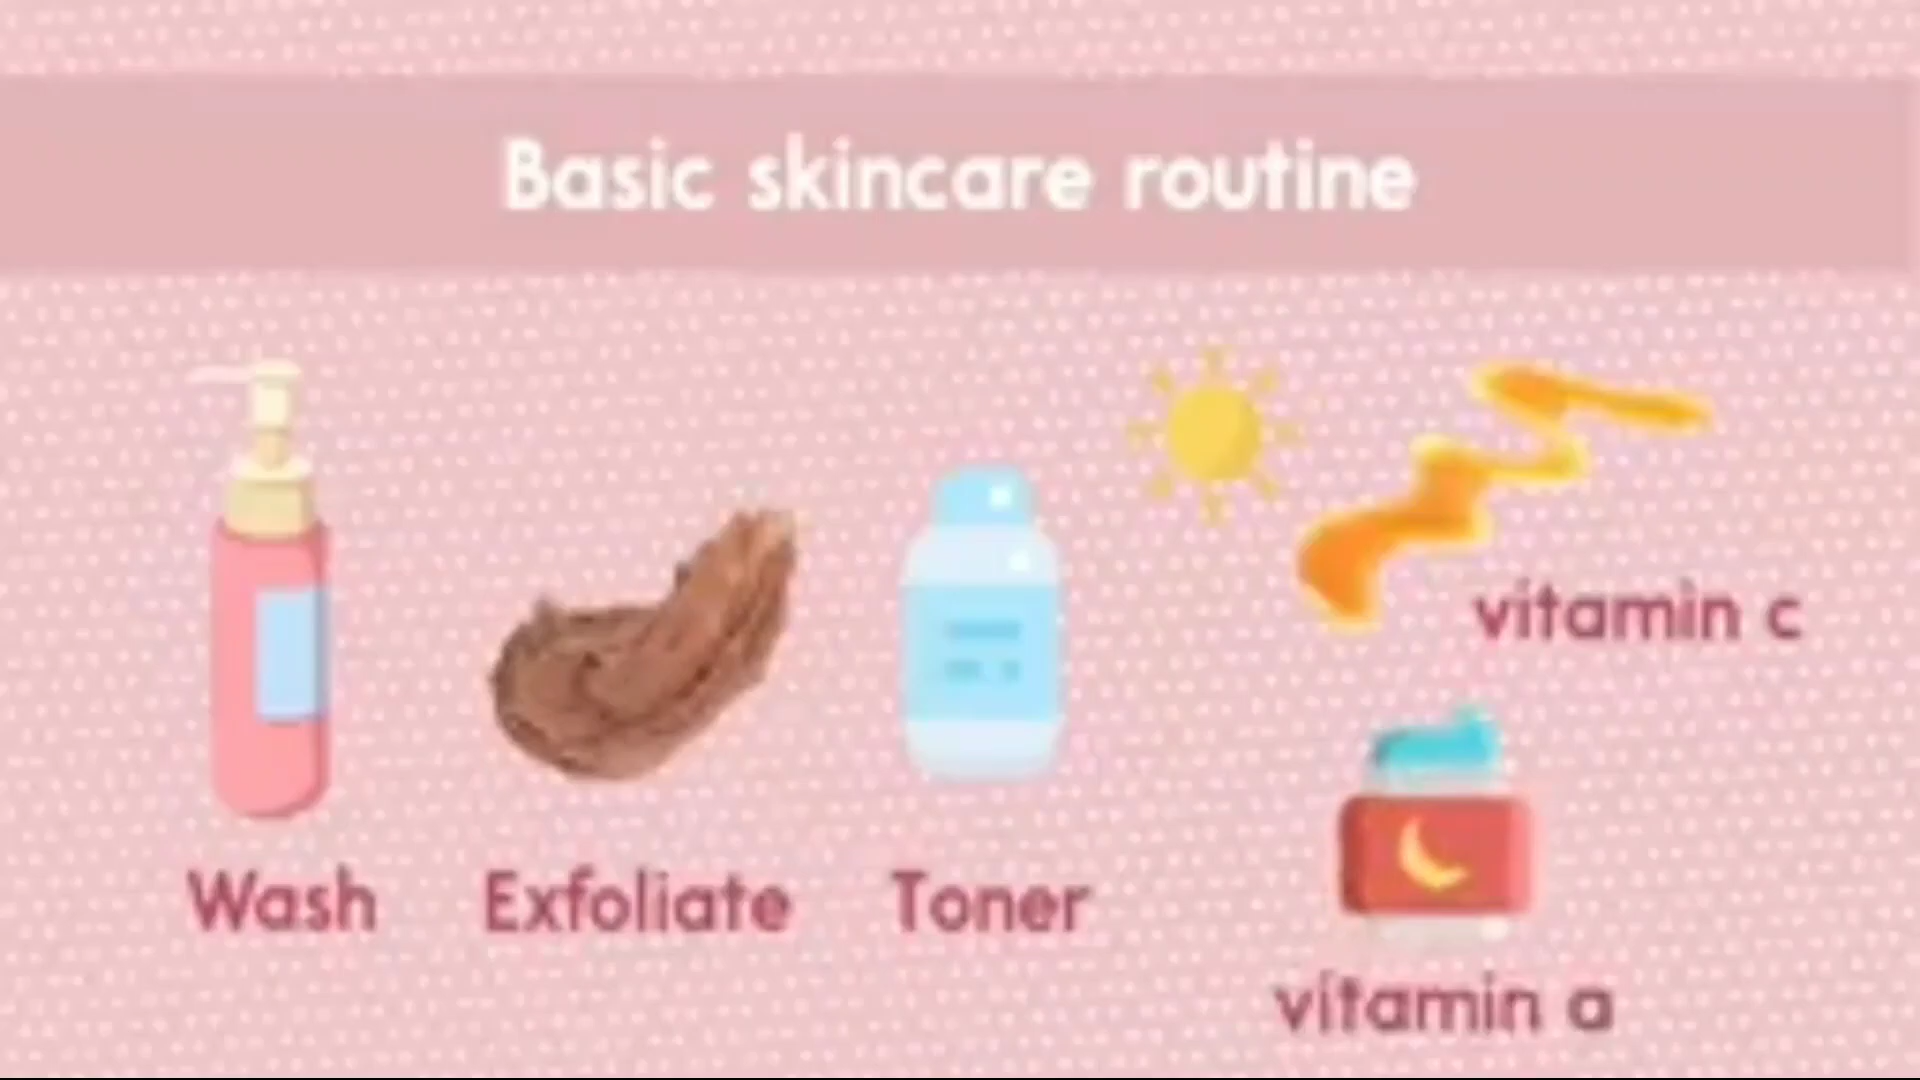 Basic skincare routine
vitamin c
Wash
Exfoliate
Toner
vitamin a